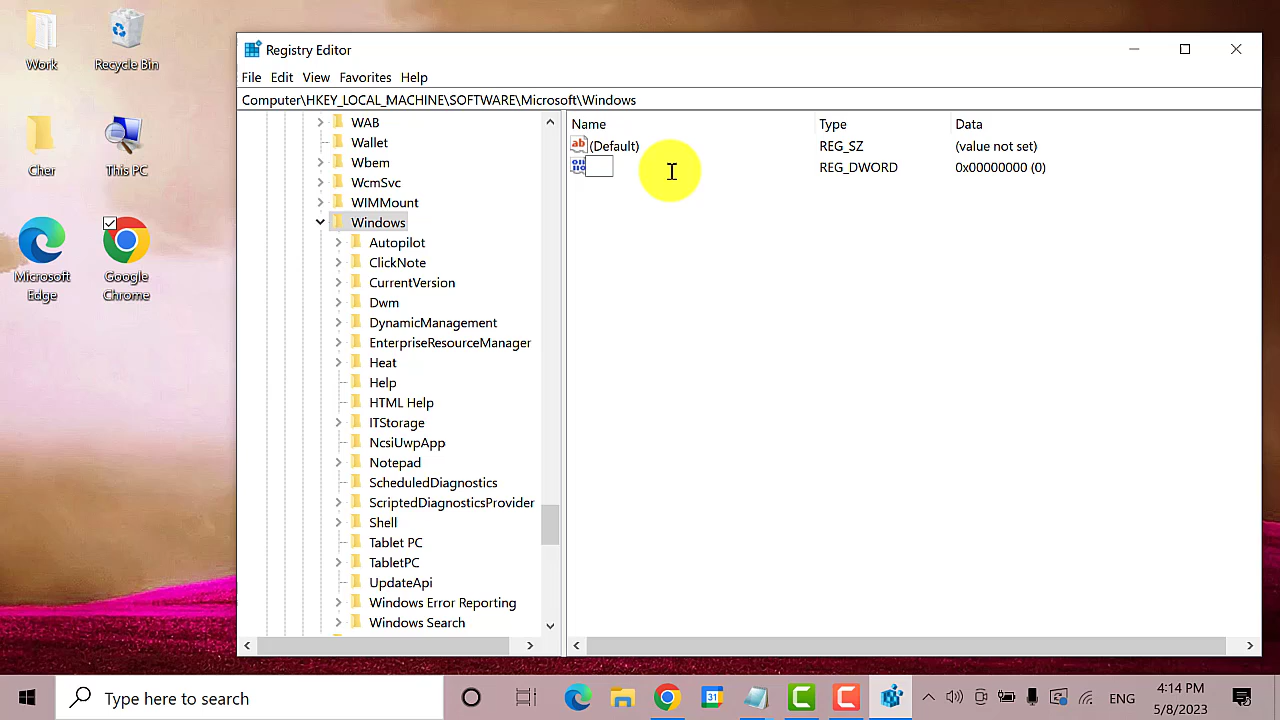 Work
Recycle Bin
Cher
This PC
Microsoft
Edge
Google
Chrome
Registry Editor
File Edit View Favorites Help
Computer\HKEY_LOCAL_MACHINE\SOFTWARE\Microsoft\Windows
WAB
Wallet
Wbem
WcmSvc
WIMMount
Windows
Autopilot
ClickNote
CurrentVersion
Dwm
DynamicManagement
EnterpriseResourceManager
Heat
Help
HTML Help
ITStorage
NcsiUwpApp
Notepad
ScheduledDiagnostics
ScriptedDiagnosticsProvider
Shell
Tablet PC
TabletPC
UpdateApi
Windows Error Reporting
Windows Search
Name Type Data
ab (Default) REG_SZ (value not set)
REG_DWORD 0x00000000 (0)
Type here to search
31
ENG
4:14 PM
5/8/2023